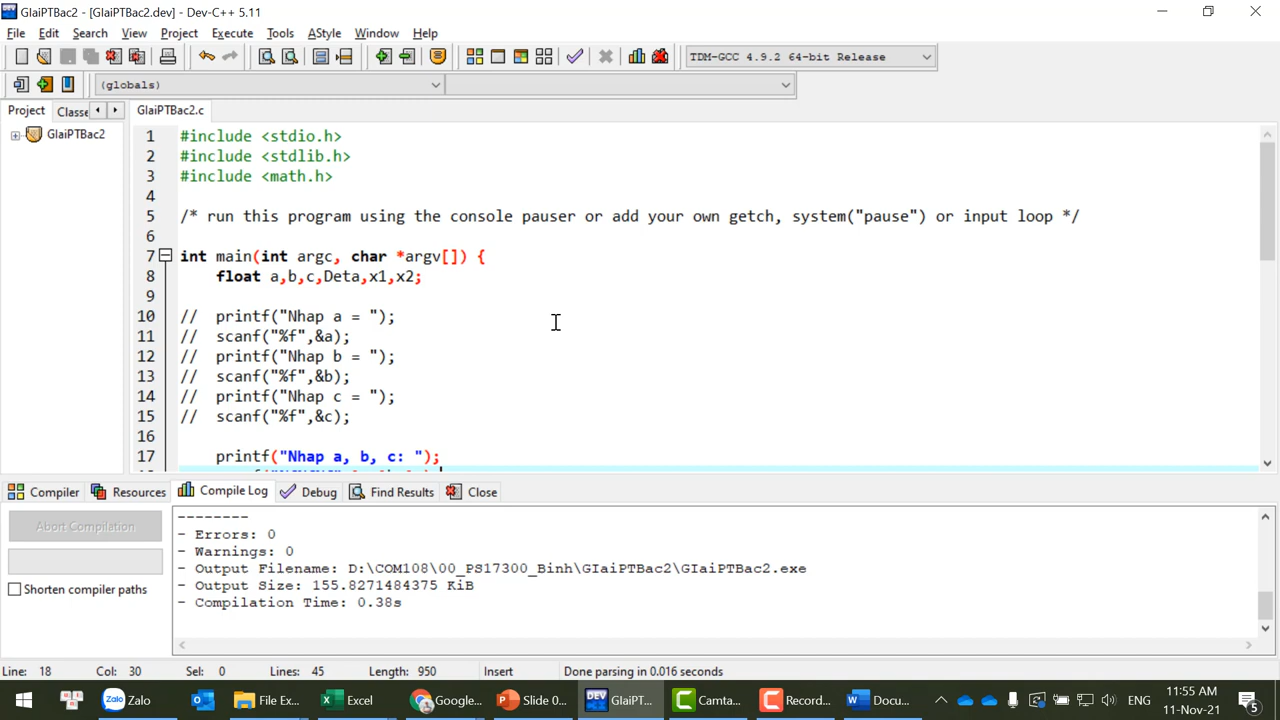 GIaiPTBac2 - [GIaiPTBac2.dev] - Dev-C++ 5.11
File Edit Search View Project Execute Tools AStyle Window Help
TDM-GCC 4.9.2 64-bit Release
(globals)
Project Classe GIaiPTBac2.c
GIaiPTBac2
1 #include <stdio.h>
2 #include <stdlib.h>
3 #include <math.h>
4
5 /* run this program using the console pauser or add your own getch, system("pause") or input loop */
6
7 int main(int argc, char *argv[]) {
8 float a,b,c,Deta,x1,x2;
9
10 // printf("Nhap a = ");
11 // scanf("%f",&a);
12 // printf("Nhap b = ");
13 // scanf("%f",&b);
14 // printf("Nhap c = ");
15 // scanf("%f",&c);
16
17 printf("Nhap a, b, c: ");
Compiler Resources Compile Log Debug Find Results Close
Abort Compilation
Shorten compiler paths
--------
- Errors: 0
- Warnings: 0
- Output Filename: D:\COM108\00_PS17300_Binh\GIaiPTBac2\GIaiPTBac2.exe
- Output Size: 155.8271484375 KiB
- Compilation Time: 0.38s
Line: 18 Col: 30 Sel: 0 Lines: 45 Length: 950 Insert Done parsing in 0.016 seconds
Zalo File Ex... Excel Google... Slide 0... GIaiPT... Camta... Record... Docu... ENG 11:55 AM
11-Nov-21
5